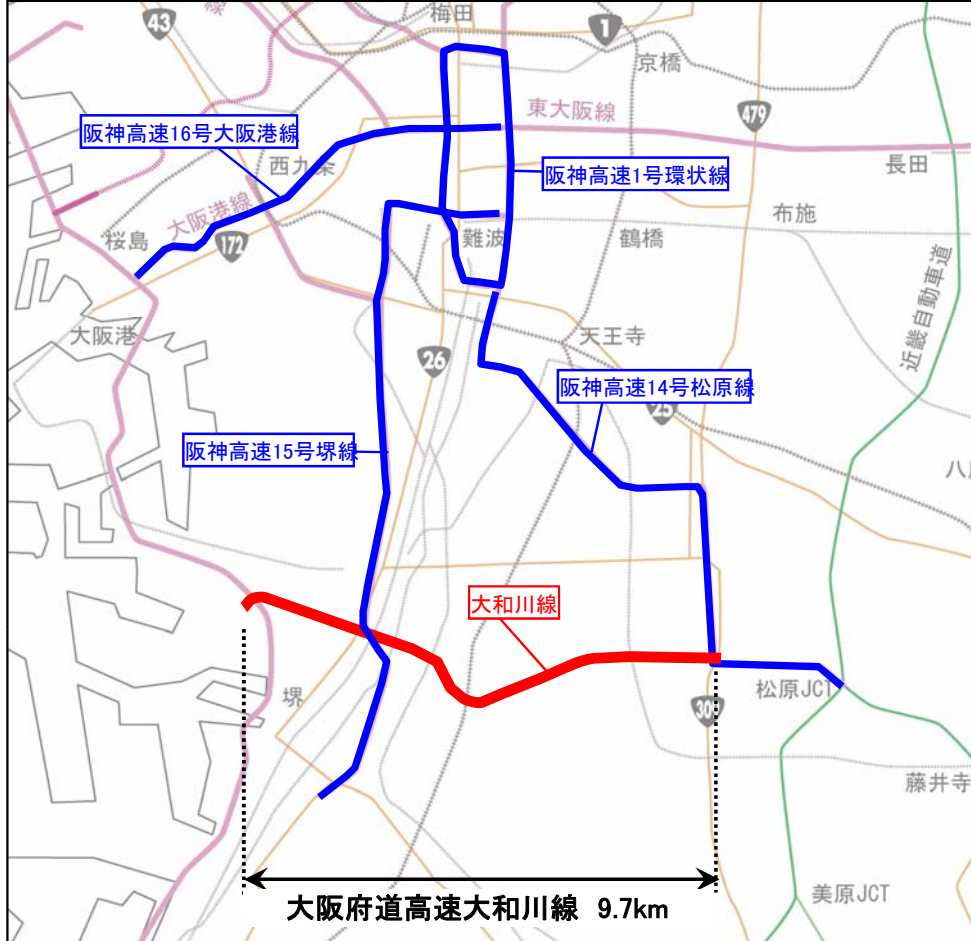 梅田
43
1
京橋
479
東大阪線
阪神高速16号大阪港線
長田
西九条
阪神高速1号環状線
大阪港線
布施
桜島
172
難波
鶴橋
近畿自動車道
大阪港
天王寺
26
阪神高速14号松原線
25
阪神高速15号堺線
大和川線
松原JCT
堺
309
藤井寺
美原JCT
大阪府道高速大和川線 9.7km